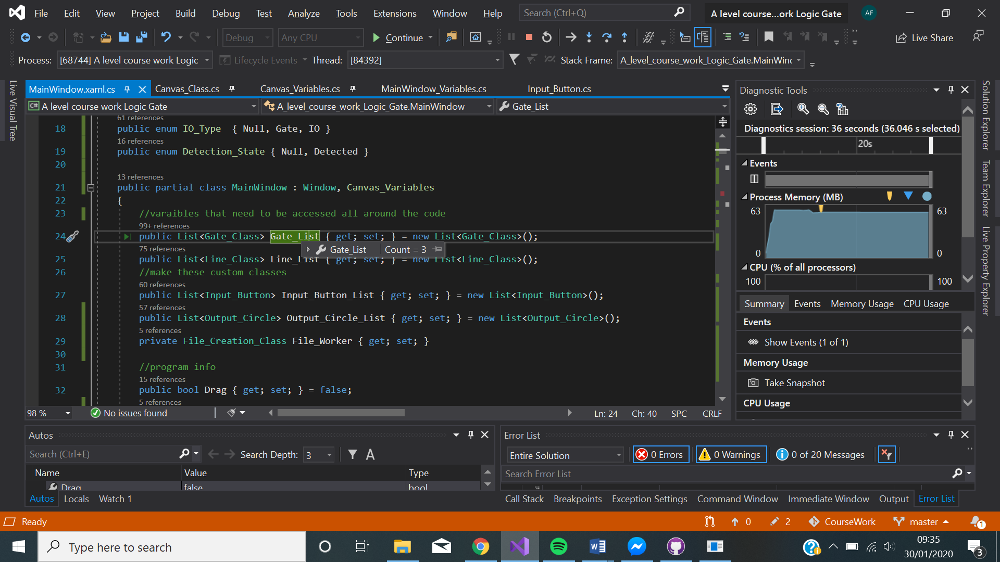 File Edit View Project Build Debug Test Analyze Tools Extensions Window Help Search (Ctrl+Q) A level course...ork Logic Gate AF
Debug Any CPU Continue Live Share
Process: [68744] A level course work Logic Lifecycle Events Thread: [84392] Stack Frame: A_level_course_work_Logic_Gate.MainWin
Live Visual Tree
MainWindow.xaml.cs Canvas_Class.cs Canvas_Variables.cs MainWindow_Variables.cs Input_Button.cs
C# A level course work Logic Gate A_level_course_work_Logic_Gate.MainWindow Gate_List
61 references
18 public enum IO_Type { Null, Gate, IO }
16 references
19 public enum Detection_State { Null, Detected }
20
13 references
21 public partial class MainWindow : Window, Canvas_Variables
22 {
23 //varaibles that need to be accessed all around the code
99+ references
24 public List<Gate_Class> Gate_List { get; set; } = new List<Gate_Class>();
75 references
Gate_List Count = 3
25 public List<Line_Class> Line_List { get; set; } = new List<Line_Class>();
26 //make these custom classes
60 references
27 public List<Input_Button> Input_Button_List { get; set; } = new List<Input_Button>();
57 references
28 public List<Output_Circle> Output_Circle_List { get; set; } = new List<Output_Circle>();
5 references
29 private File_Creation_Class File_Worker { get; set; }
30
31 //program info
15 references
32 public bool Drag { get; set; } = false;
5 references
98 % No issues found Ln: 24 Ch: 40 SPC CRLF
Diagnostic Tools
Diagnostics session: 36 seconds (36.046 s selected)
20s
Events
Process Memory (MB)
63 63
0 0
CPU (% of all processors)
100 100
Summary Events Memory Usage CPU Usage
Events
Show Events (1 of 1)
Memory Usage
Take Snapshot
CPU Usage
Solution Explorer
Team Explorer
Live Property Explorer
Autos
Search (Ctrl+E) Search Depth: 3 A
Name Value Type
Drag false bool
Autos Locals Watch 1
Error List
Entire Solution 0 Errors 0 Warnings 0 of 20 Messages
Search Error List
Call Stack Breakpoints Exception Settings Command Window Immediate Window Output Error List
Ready 0 2 CourseWork master 1
Type here to search 09:35
30/01/2020 3